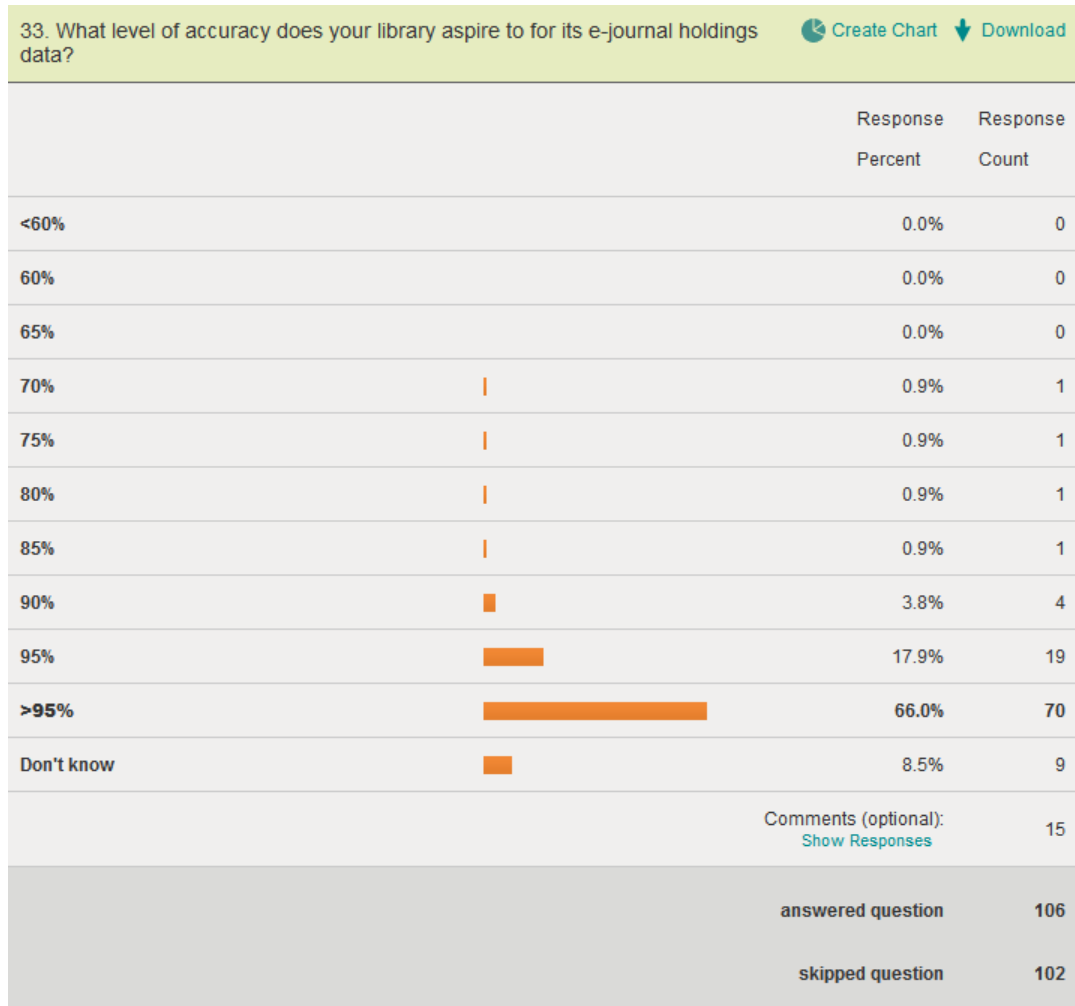 33. What level of accuracy does your library aspire to for its e-journal holdings data?
Create Chart Download
Response Percent Response Count
<60% 0.0% 0
60% 0.0% 0
65% 0.0% 0
70% 0.9% 1
75% 0.9% 1
80% 0.9% 1
85% 0.9% 1
90% 3.8% 4
95% 17.9% 19
>95% 66.0% 70
Don't know 8.5% 9
Comments (optional): 15
Show Responses
answered question 106
skipped question 102